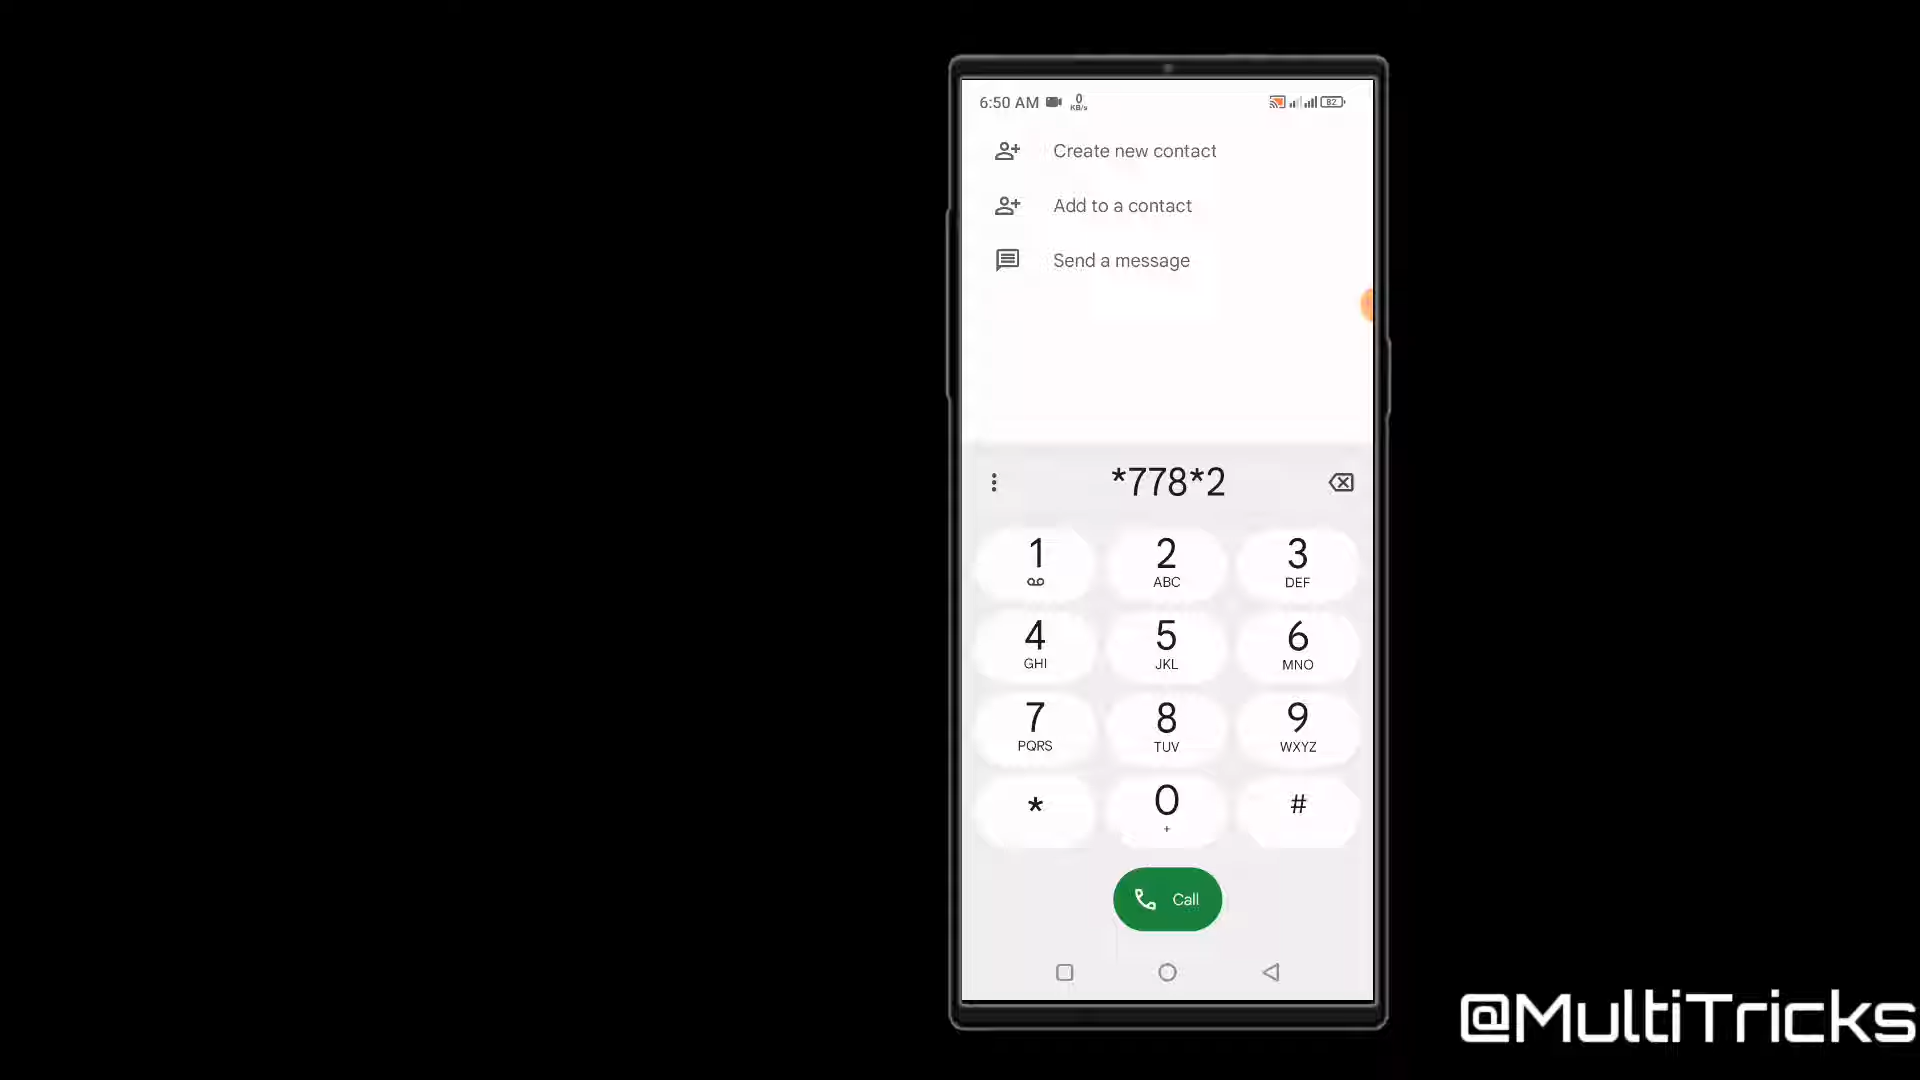 6:50 AM 0 KB/s 82
Create new contact
Add to a contact
Send a message
*778*2
1 2 ABC 3 DEF
4 GHI 5 JKL 6 MNO
7 PQRS 8 TUV 9 WXYZ
* 0 + #
Call
@MultiTricks